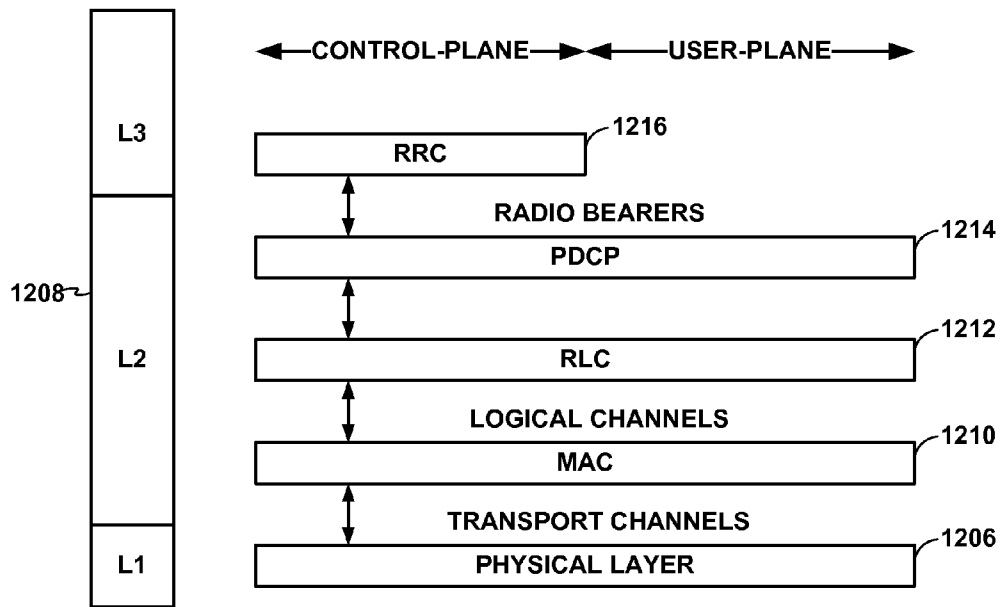 CONTROL-PLANE USER-PLANE
L3
1216
RRC
RADIO BEARERS
1214
PDCP
1208
1212
L2
RLC
LOGICAL CHANNELS
1210
MAC
TRANSPORT CHANNELS
1206
L1
PHYSICAL LAYER